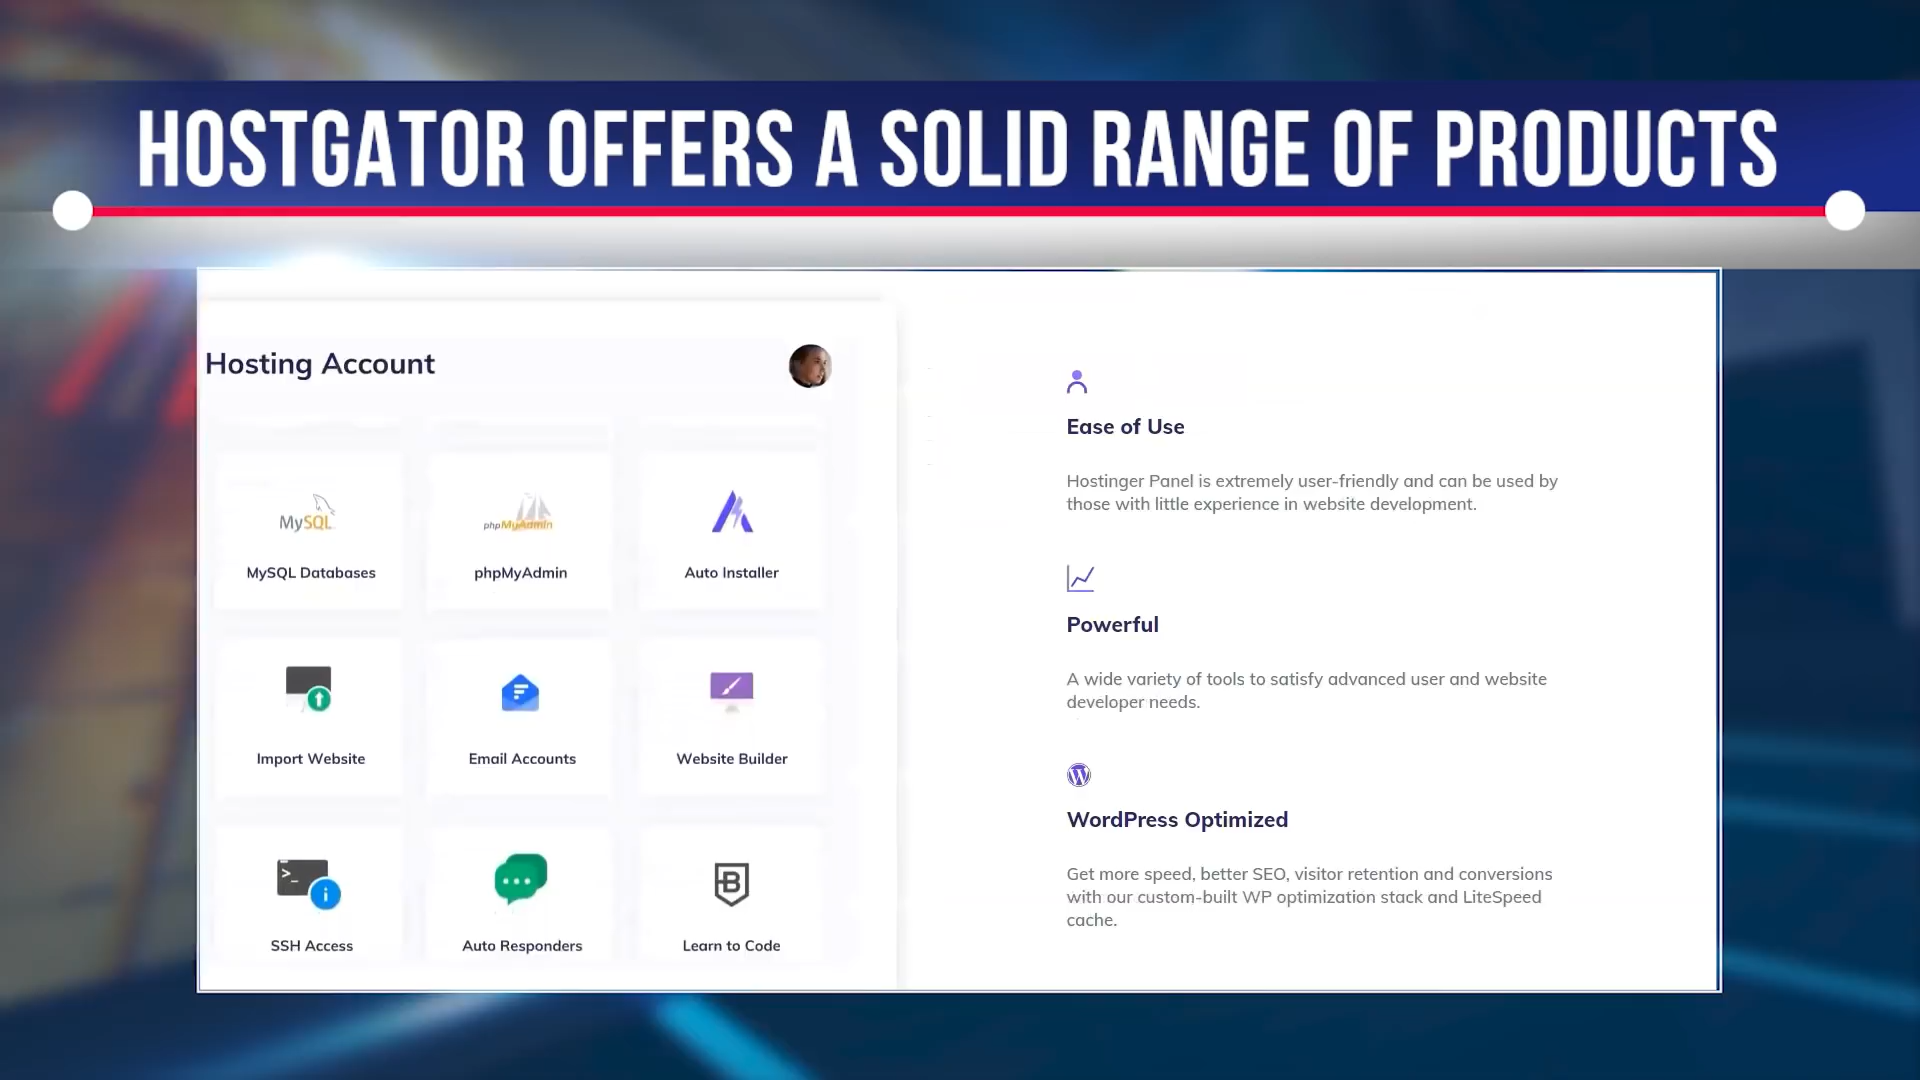 HOSTGATOR OFFERS A SOLID RANGE OF PRODUCTS
Hosting Account
MySQL
phpMyAdmin
MySQL Databases
phpMyAdmin
Auto Installer
Import Website
Email Accounts
Website Builder
>_
i
B
SSH Access
Auto Responders
Learn to Code
Ease of Use
Hostinger Panel is extremely user-friendly and can be used by
those with little experience in website development.
Powerful
A wide variety of tools to satisfy advanced user and website
developer needs.
W
WordPress Optimized
Get more speed, better SEO, visitor retention and conversions
with our custom-built WP optimization stack and LiteSpeed
cache.